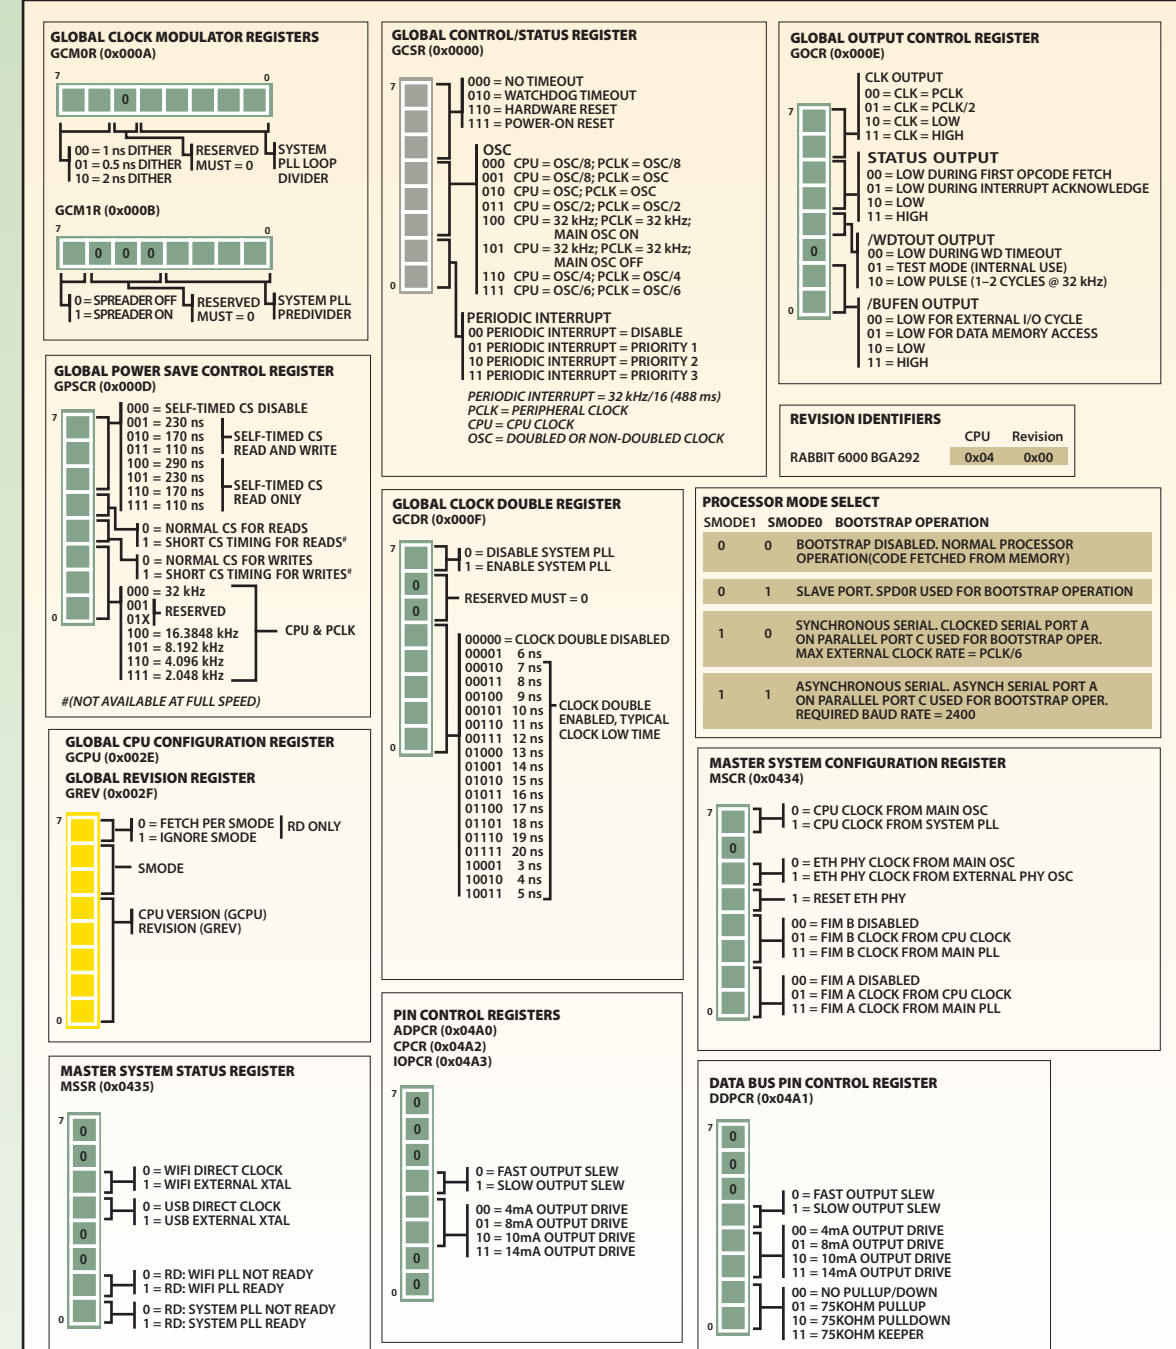 GLOBAL CLOCK MODULATOR REGISTERS
GCM0R (0x000A)
7 0
0
00 = 1 ns DITHER
01 = 0.5 ns DITHER
10 = 2 ns DITHER
RESERVED
MUST = 0
SYSTEM
PLL LOOP
DIVIDER
GCM1R (0x000B)
7 0
0 0 0
0 = SPREADER OFF
1 = SPREADER ON
RESERVED
MUST = 0
SYSTEM PLL
PREDIVIDER
GLOBAL CONTROL/STATUS REGISTER
GCSR (0x0000)
7
000 = NO TIMEOUT
010 = WATCHDOG TIMEOUT
110 = HARDWARE RESET
111 = POWER-ON RESET
OSC
000 CPU = OSC/8; PCLK = OSC/8
001 CPU = OSC/8; PCLK = OSC
010 CPU = OSC; PCLK = OSC
011 CPU = OSC/2; PCLK = OSC/2
100 CPU = 32 kHz; PCLK = 32 kHz;
MAIN OSC ON
101 CPU = 32 kHz; PCLK = 32 kHz;
MAIN OSC OFF
110 CPU = OSC/4; PCLK = OSC/4
111 CPU = OSC/6; PCLK = OSC/6
0
PERIODIC INTERRUPT
00 PERIODIC INTERRUPT = DISABLE
01 PERIODIC INTERRUPT = PRIORITY 1
10 PERIODIC INTERRUPT = PRIORITY 2
11 PERIODIC INTERRUPT = PRIORITY 3
PERIODIC INTERRUPT = 32 kHz/16 (488 ms)
PCLK = PERIPHERAL CLOCK
CPU = CPU CLOCK
OSC = DOUBLED OR NON-DOUBLED CLOCK
GLOBAL OUTPUT CONTROL REGISTER
GOCR (0x000E)
CLK OUTPUT
00 = CLK = PCLK
01 = CLK = PCLK/2
10 = CLK = LOW
11 = CLK = HIGH
7
STATUS OUTPUT
00 = LOW DURING FIRST OPCODE FETCH
01 = LOW DURING INTERRUPT ACKNOWLEDGE
10 = LOW
11 = HIGH
0
/WDTOUT OUTPUT
00 = LOW DURING WD TIMEOUT
01 = TEST MODE (INTERNAL USE)
10 = LOW PULSE (1–2 CYCLES @ 32 kHz)
0
/BUFEN OUTPUT
00 = LOW FOR EXTERNAL I/O CYCLE
01 = LOW FOR DATA MEMORY ACCESS
10 = LOW
11 = HIGH
GLOBAL POWER SAVE CONTROL REGISTER
GPSCR (0x000D)
7
000 = SELF-TIMED CS DISABLE
001 = 230 ns
010 = 170 ns
011 = 110 ns
SELF-TIMED CS
READ AND WRITE
100 = 290 ns
101 = 230 ns
110 = 170 ns
111 = 110 ns
SELF-TIMED CS
READ ONLY
0 = NORMAL CS FOR READS
1 = SHORT CS TIMING FOR READS#
0 = NORMAL CS FOR WRITES
1 = SHORT CS TIMING FOR WRITES#
0
000 = 32 kHz
001
01X
RESERVED
100 = 16.3848 kHz
101 = 8.192 kHz
110 = 4.096 kHz
111 = 2.048 kHz
CPU & PCLK
#(NOT AVAILABLE AT FULL SPEED)
REVISION IDENTIFIERS
CPU Revision
RABBIT 6000 BGA292 0x04 0x00
GLOBAL CLOCK DOUBLE REGISTER
GCDR (0x000F)
7
0 = DISABLE SYSTEM PLL
1 = ENABLE SYSTEM PLL
0
0
RESERVED MUST = 0
00000 = CLOCK DOUBLE DISABLED
00001 6 ns
00010 7 ns
00011 8 ns
00100 9 ns
00101 10 ns
00110 11 ns
00111 12 ns
01000 13 ns
01001 14 ns
01010 15 ns
01011 16 ns
01100 17 ns
01101 18 ns
01110 19 ns
01111 20 ns
10001 3 ns
10010 4 ns
10011 5 ns
CLOCK DOUBLE
ENABLED, TYPICAL
CLOCK LOW TIME
0
PROCESSOR MODE SELECT
SMODE1 SMODE0 BOOTSTRAP OPERATION
0 0 BOOTSTRAP DISABLED. NORMAL PROCESSOR
OPERATION(CODE FETCHED FROM MEMORY)
0 1 SLAVE PORT. SPD0R USED FOR BOOTSTRAP OPERATION
1 0 SYNCHRONOUS SERIAL. CLOCKED SERIAL PORT A
ON PARALLEL PORT C USED FOR BOOTSTRAP OPER.
MAX EXTERNAL CLOCK RATE = PCLK/6
1 1 ASYNCHRONOUS SERIAL. ASYNCH SERIAL PORT A
ON PARALLEL PORT C USED FOR BOOTSTRAP OPER.
REQUIRED BAUD RATE = 2400
GLOBAL CPU CONFIGURATION REGISTER
GCPU (0x002E)
GLOBAL REVISION REGISTER
GREV (0x002F)
7
0 = FETCH PER SMODE
1 = IGNORE SMODE
RD ONLY
SMODE
CPU VERSION (GCPU)
REVISION (GREV)
0
MASTER SYSTEM CONFIGURATION REGISTER
MSCR (0x0434)
7
0 = CPU CLOCK FROM MAIN OSC
1 = CPU CLOCK FROM SYSTEM PLL
0
0 = ETH PHY CLOCK FROM MAIN OSC
1 = ETH PHY CLOCK FROM EXTERNAL PHY OSC
1 = RESET ETH PHY
00 = FIM B DISABLED
01 = FIM B CLOCK FROM CPU CLOCK
11 = FIM B CLOCK FROM MAIN PLL
00 = FIM A DISABLED
01 = FIM A CLOCK FROM CPU CLOCK
11 = FIM A CLOCK FROM MAIN PLL
0
MASTER SYSTEM STATUS REGISTER
MSSR (0x0435)
7
0
0
0 = WIFI DIRECT CLOCK
1 = WIFI EXTERNAL XTAL
0 = USB DIRECT CLOCK
1 = USB EXTERNAL XTAL
0
0
0 = RD: WIFI PLL NOT READY
1 = RD: WIFI PLL READY
0 = RD: SYSTEM PLL NOT READY
1 = RD: SYSTEM PLL READY
0
PIN CONTROL REGISTERS
ADPCR (0x04A0)
CPCR (0x04A2)
IOPCR (0x04A3)
7
0
0
0
0 = FAST OUTPUT SLEW
1 = SLOW OUTPUT SLEW
00 = 4mA OUTPUT DRIVE
01 = 8mA OUTPUT DRIVE
10 = 10mA OUTPUT DRIVE
11 = 14mA OUTPUT DRIVE
0
0
0
DATA BUS PIN CONTROL REGISTER
DDPCR (0x04A1)
7
0
0
0
0 = FAST OUTPUT SLEW
1 = SLOW OUTPUT SLEW
00 = 4mA OUTPUT DRIVE
01 = 8mA OUTPUT DRIVE
10 = 10mA OUTPUT DRIVE
11 = 14mA OUTPUT DRIVE
00 = NO PULLUP/DOWN
01 = 75KOHM PULLUP
10 = 75KOHM PULLDOWN
11 = 75KOHM KEEPER
0